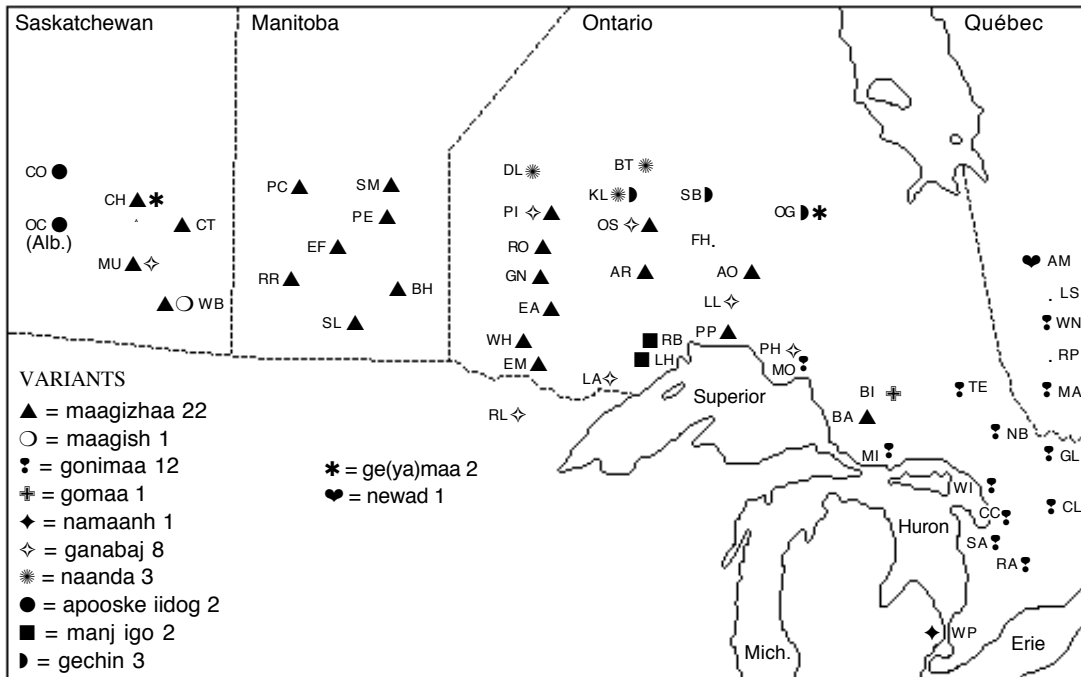 Saskatchewan Manitoba Ontario Québec
CO DL BT
CH PC SM KL SB
OC CT PE PI OS OG
(Alb.) EF RO FH
MU RR GN AR AO AM
WB BH EA LL LS
SL WH RB PP WN
EM LH PH MO RP
LA Superior BI TE MA
RL BA NB
MI GL
WI
CC CL
Huron
SA
RA
WP
Mich. Erie
VARIANTS
= maagizhaa 22
= maagish 1
= gonimaa 12
= gomaa 1
= namaanh 1
= ganabaj 8
= naanda 3
= apooske iidog 2
= manj igo 2
= gechin 3
= ge(ya)maa 2
= newad 1